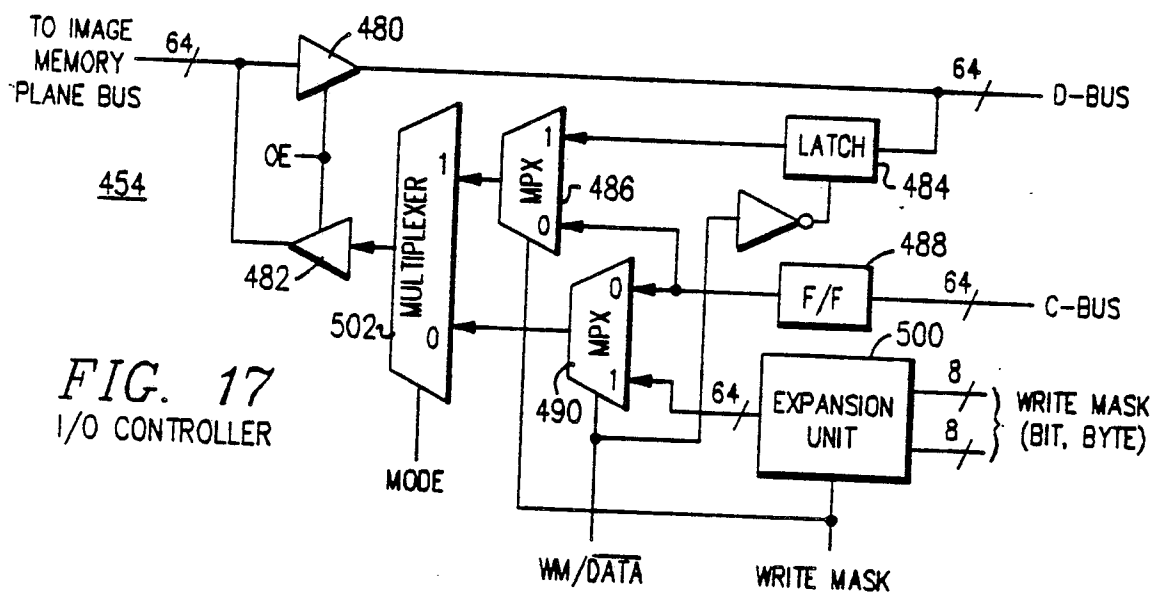 TO IMAGE
MEMORY
PLANE BUS
64
480
64
D-BUS
OE
454
482
MULTIPLEXER
1
0
502
MPX
1
0
486
LATCH
484
488
F/F
64
C-BUS
MPX
0
1
490
64
500
EXPANSION
UNIT
8
8
WRITE MASK
(BIT, BYTE)
FIG. 17
I/O CONTROLLER
MODE
WM/DATA
WRITE MASK